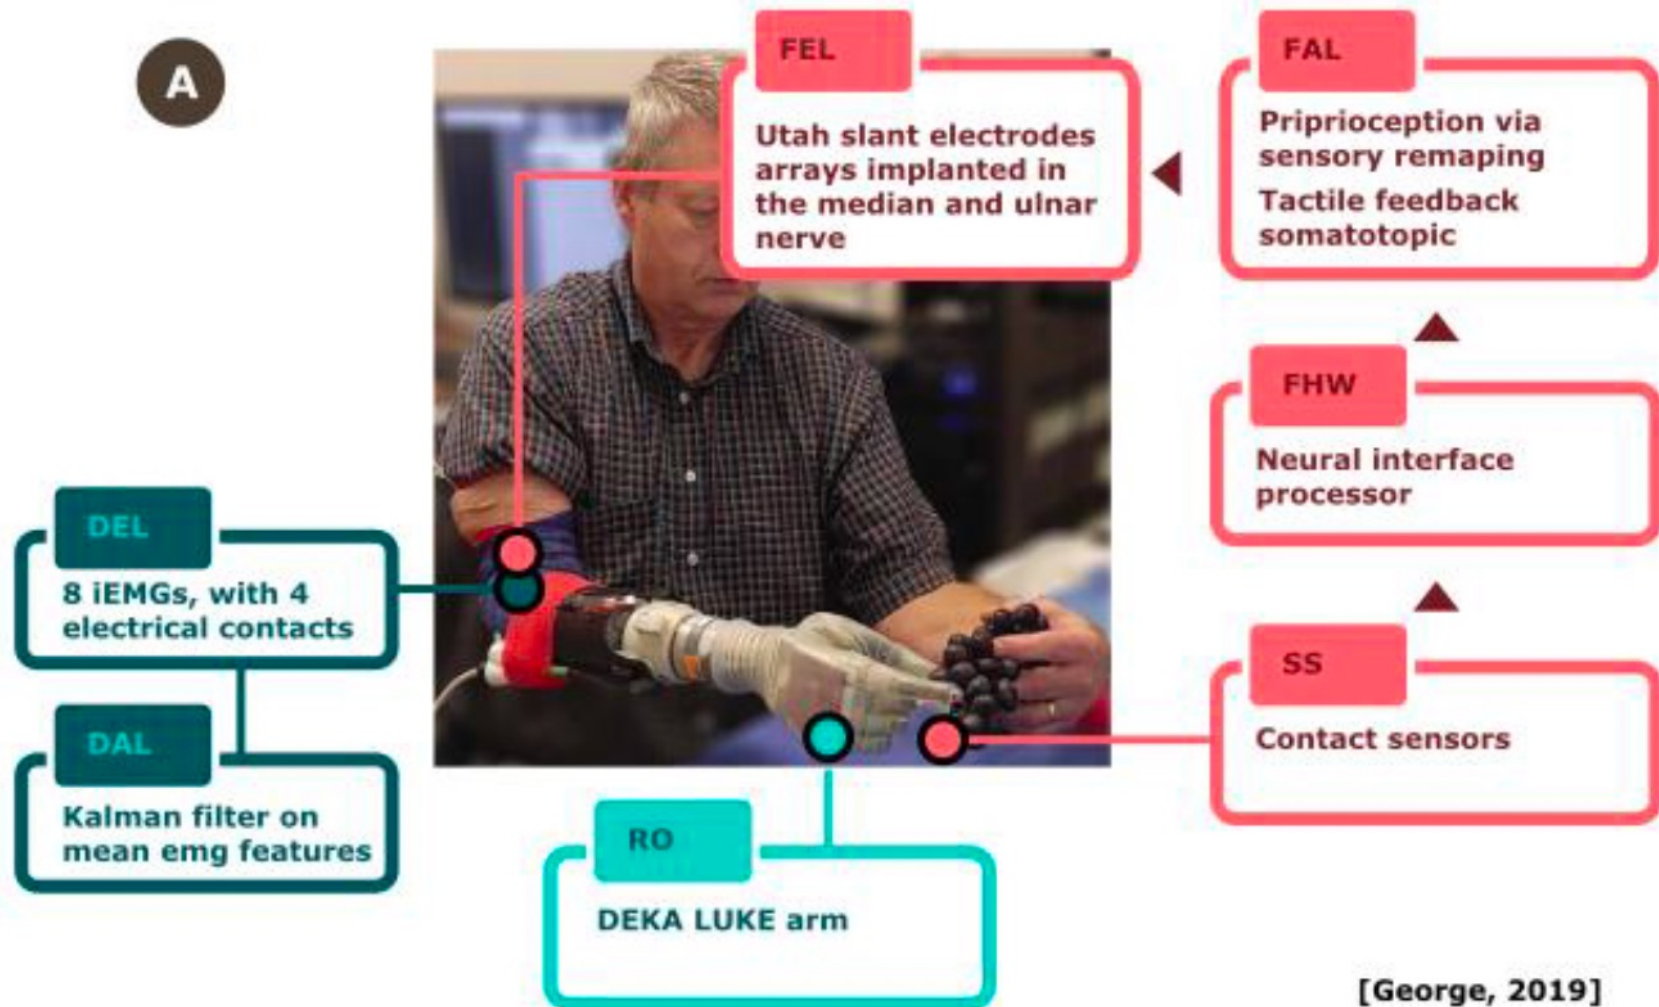 A
FEL
Utah slant electrodes
arrays implanted in
the median and ulnar
nerve
FAL
Priprioception via
sensory remaping
Tactile feedback
somatotopic
FHW
Neural interface
processor
SS
Contact sensors
DEL
8 iEMGs, with 4
electrical contacts
DAL
Kalman filter on
mean emg features
RO
DEKA LUKE arm
[George, 2019]